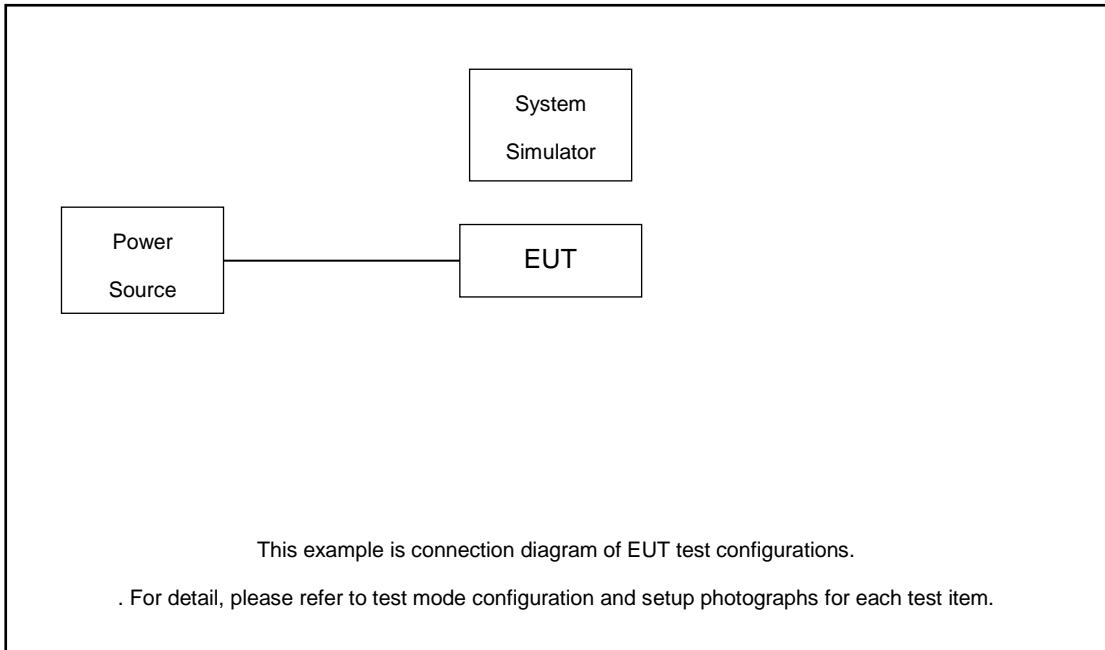 System
Simulator
Power
Source
EUT
This example is connection diagram of EUT test configurations.
. For detail, please refer to test mode configuration and setup photographs for each test item.